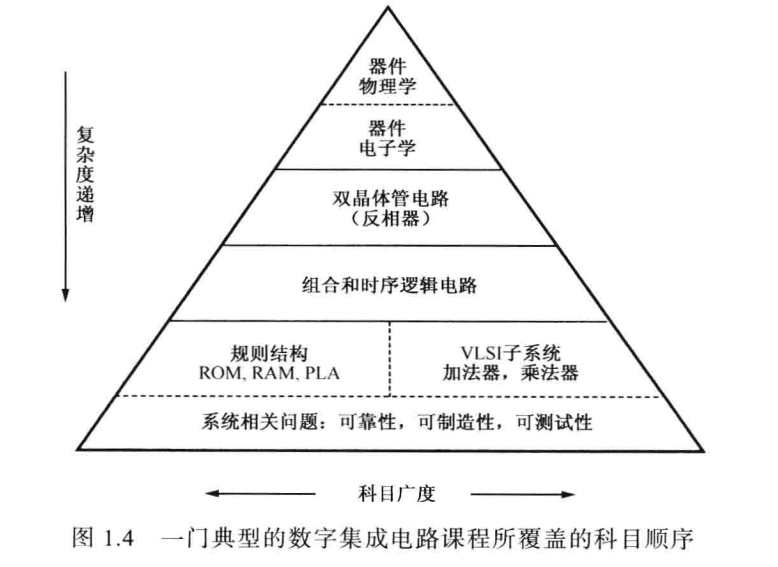 器件
物理学
器件
电子学
双晶体管电路
（反相器）
组合和时序逻辑电路
规则结构
ROM, RAM, PLA
VLSI子系统
加法器，乘法器
系统相关问题：可靠性，可制造性，可测试性
复杂度递增
科目广度
图 1.4 一门典型的数字集成电路课程所覆盖的科目顺序